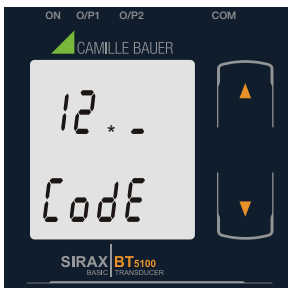 ON O/P1 O/P2 COM
CAMILLE BAUER
12.*_
CodE
SIRAX BT5100
BASIC TRANSDUCER